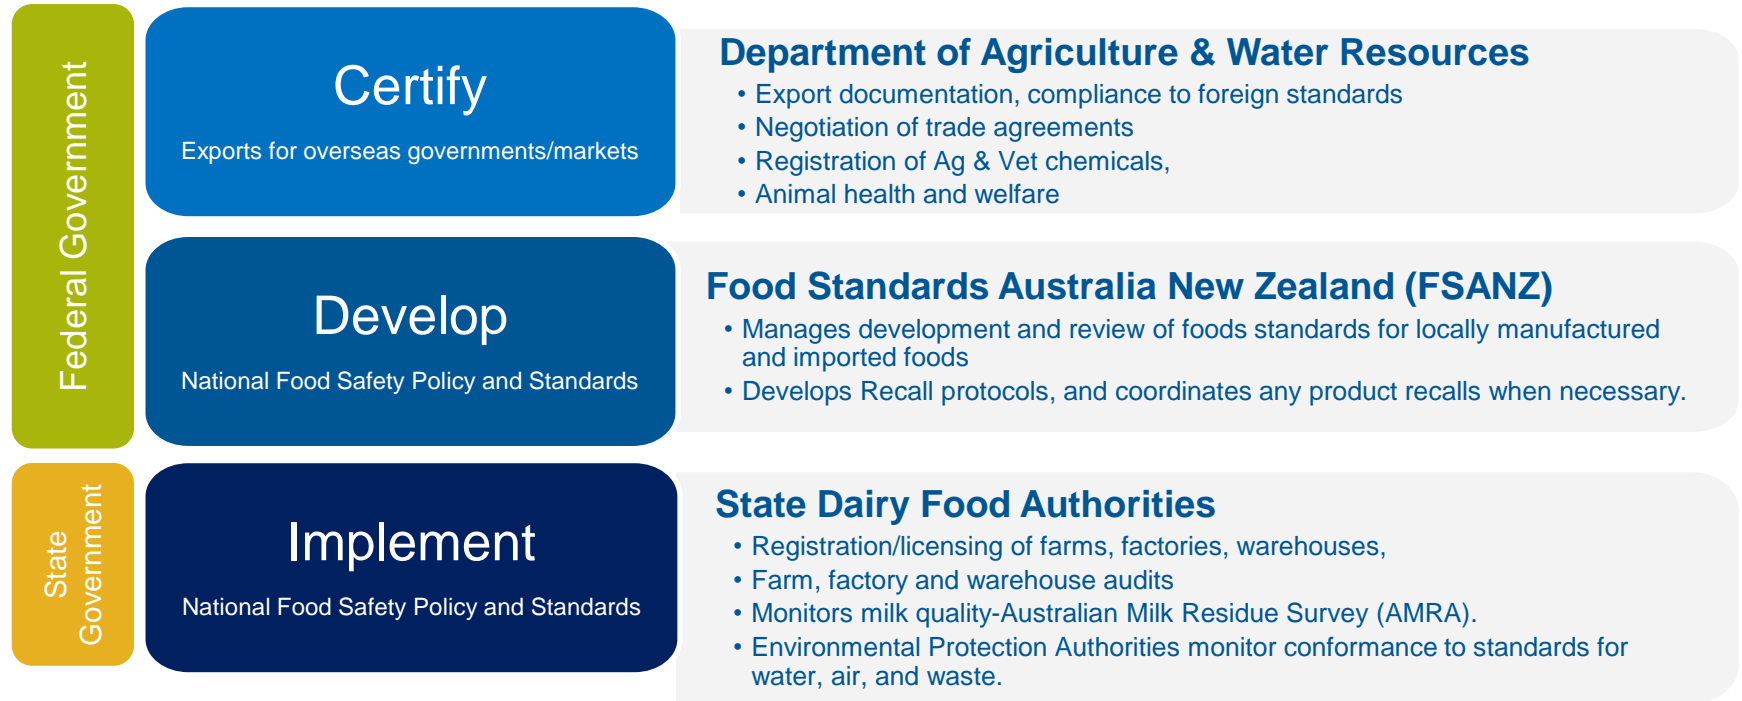 Federal Government
Certify
Exports for overseas governments/markets
Department of Agriculture & Water Resources
• Export documentation, compliance to foreign standards
• Negotiation of trade agreements
• Registration of Ag & Vet chemicals,
• Animal health and welfare
Develop
National Food Safety Policy and Standards
Food Standards Australia New Zealand (FSANZ)
• Manages development and review of foods standards for locally manufactured
and imported foods
• Develops Recall protocols, and coordinates any product recalls when necessary.
State
Government
Implement
National Food Safety Policy and Standards
State Dairy Food Authorities
• Registration/licensing of farms, factories, warehouses,
• Farm, factory and warehouse audits
• Monitors milk quality-Australian Milk Residue Survey (AMRA).
• Environmental Protection Authorities monitor conformance to standards for
water, air, and waste.